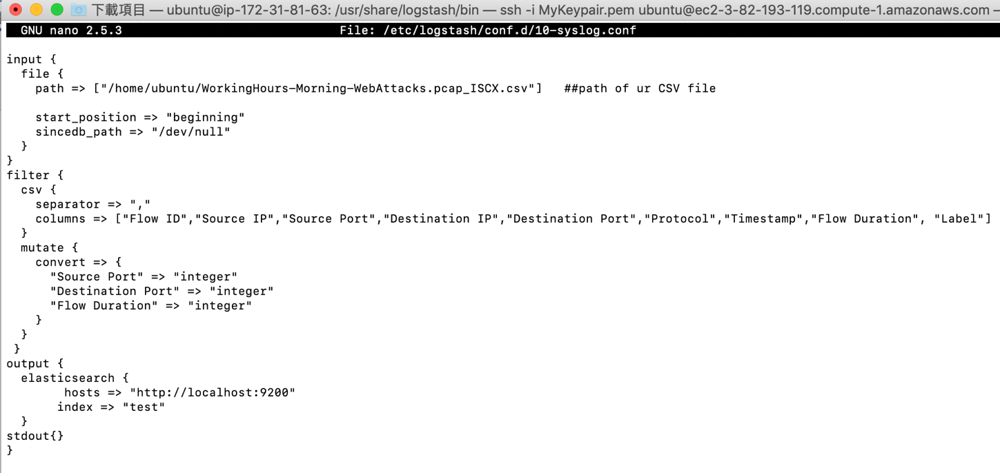 下載項目 — ubuntu@ip-172-31-81-63: /usr/share/logstash/bin — ssh -i MyKeypair.pem ubuntu@ec2-3-82-193-119.compute-1.amazonaws.com —
GNU nano 2.5.3 File: /etc/logstash/conf.d/10-syslog.conf
input {
  file {
    path => ["/home/ubuntu/WorkingHours-Morning-WebAttacks.pcap_ISCX.csv"]   ##path of ur CSV file
    start_position => "beginning"
    sincedb_path => "/dev/null"
  }
}
filter {
  csv {
    separator => ","
    columns => ["Flow ID","Source IP","Source Port","Destination IP","Destination Port","Protocol","Timestamp","Flow Duration", "Label"]
  }
  mutate {
    convert => {
      "Source Port" => "integer"
      "Destination Port" => "integer"
      "Flow Duration" => "integer"
    }
  }
 }
output {
  elasticsearch {
        hosts => "http://localhost:9200"
       index => "test"
  }
stdout{}
}